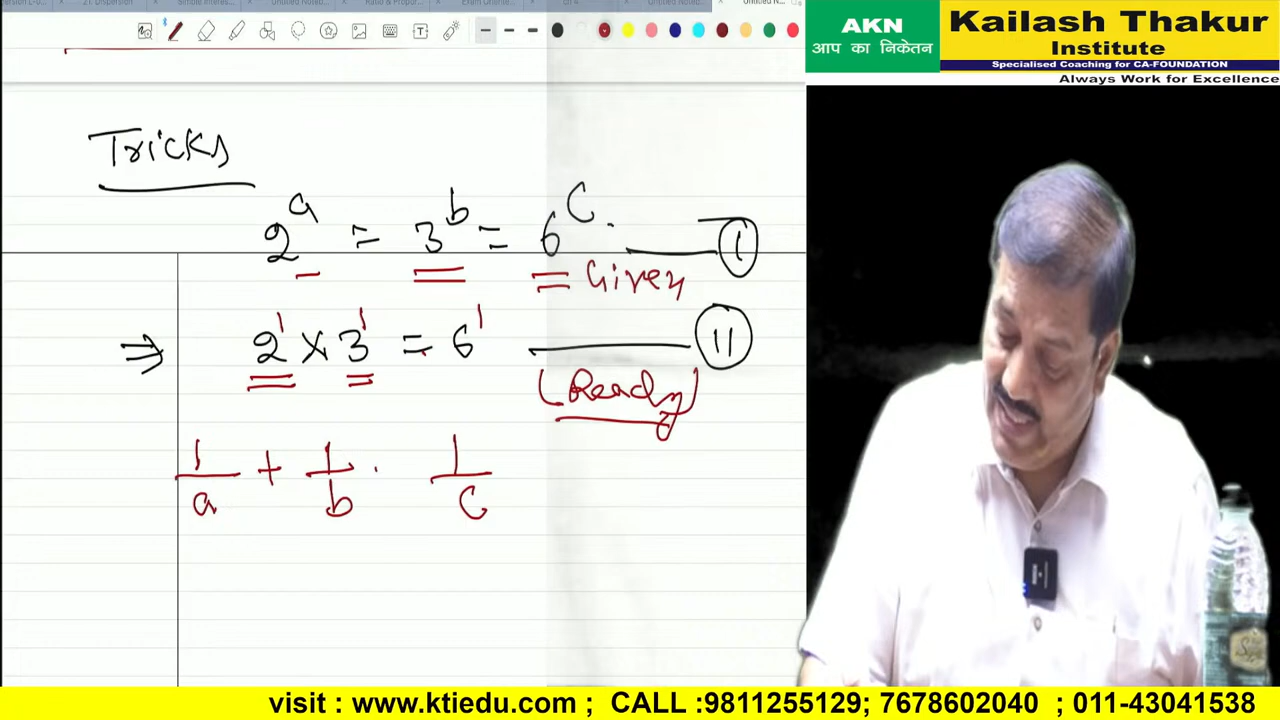 AKN
आप का निकेतन
Kailash Thakur
Institute
Specialised Coaching for CA-FOUNDATION
Always Work for Excellence
Tricks
2^a = 3^b = 6^c. — I
= Given
⇒ 2^1 × 3^1 = 6^1 — II
(Ready)
1/a + 1/b . 1/c
visit : www.ktiedu.com ; CALL :9811255129; 7678602040 ; 011-43041538